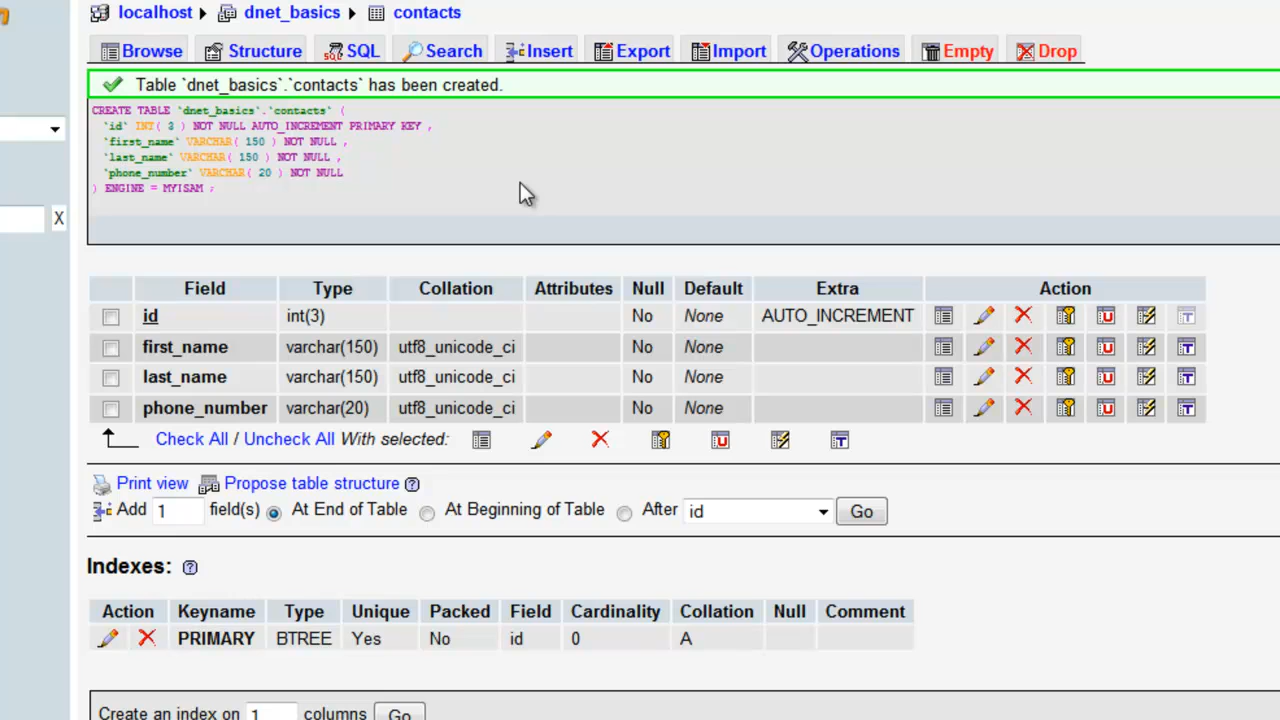 localhost dnet_basics contacts
Browse Structure SQL Search Insert Export Import Operations Empty Drop
Table `dnet_basics`.`contacts` has been created.
CREATE TABLE `dnet_basics`.`contacts` (
`id` INT( 3 ) NOT NULL AUTO_INCREMENT PRIMARY KEY ,
`first_name` VARCHAR( 150 ) NOT NULL ,
`last_name` VARCHAR( 150 ) NOT NULL ,
`phone_number` VARCHAR( 20 ) NOT NULL
) ENGINE = MYISAM ;
X
Field Type Collation Attributes Null Default Extra Action
id int(3) No None AUTO_INCREMENT
first_name varchar(150) utf8_unicode_ci No None
last_name varchar(150) utf8_unicode_ci No None
phone_number varchar(20) utf8_unicode_ci No None
Check All / Uncheck All With selected:
Print view Propose table structure
Add 1 field(s) At End of Table At Beginning of Table After id Go
Indexes:
Action Keyname Type Unique Packed Field Cardinality Collation Null Comment
PRIMARY BTREE Yes No id 0 A
Create an index on 1 columns Go